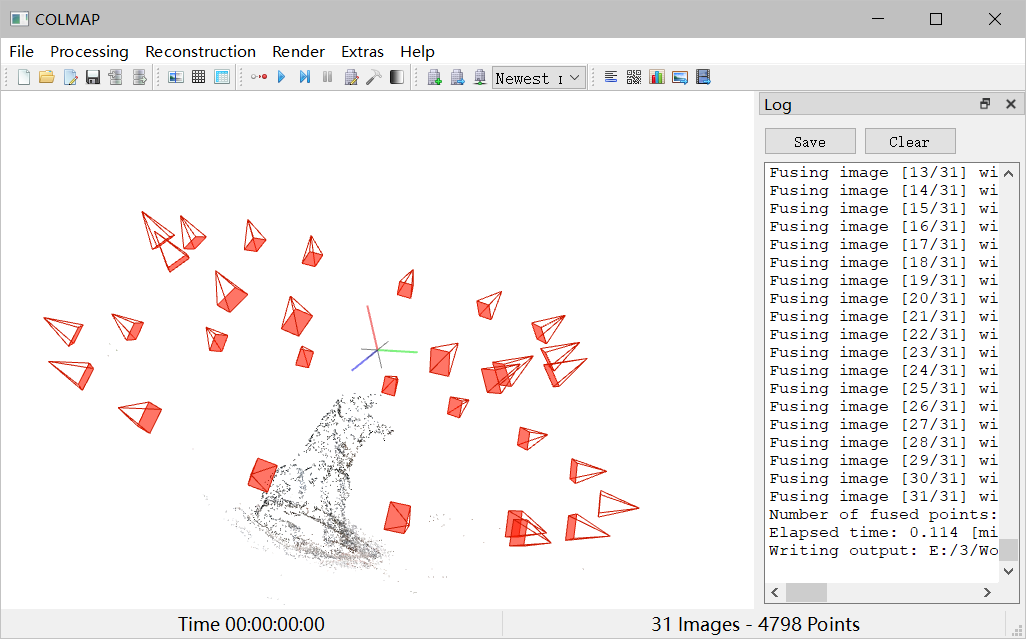 COLMAP
File Processing Reconstruction Render Extras Help
Newest
Log
Save Clear
Fusing image [13/31] wi
Fusing image [14/31] wi
Fusing image [15/31] wi
Fusing image [16/31] wi
Fusing image [17/31] wi
Fusing image [18/31] wi
Fusing image [19/31] wi
Fusing image [20/31] wi
Fusing image [21/31] wi
Fusing image [22/31] wi
Fusing image [23/31] wi
Fusing image [24/31] wi
Fusing image [25/31] wi
Fusing image [26/31] wi
Fusing image [27/31] wi
Fusing image [28/31] wi
Fusing image [29/31] wi
Fusing image [30/31] wi
Fusing image [31/31] wi
Number of fused points:
Elapsed time: 0.114 [mi
Writing output: E:/3/Wo
Time 00:00:00:00
31 Images - 4798 Points